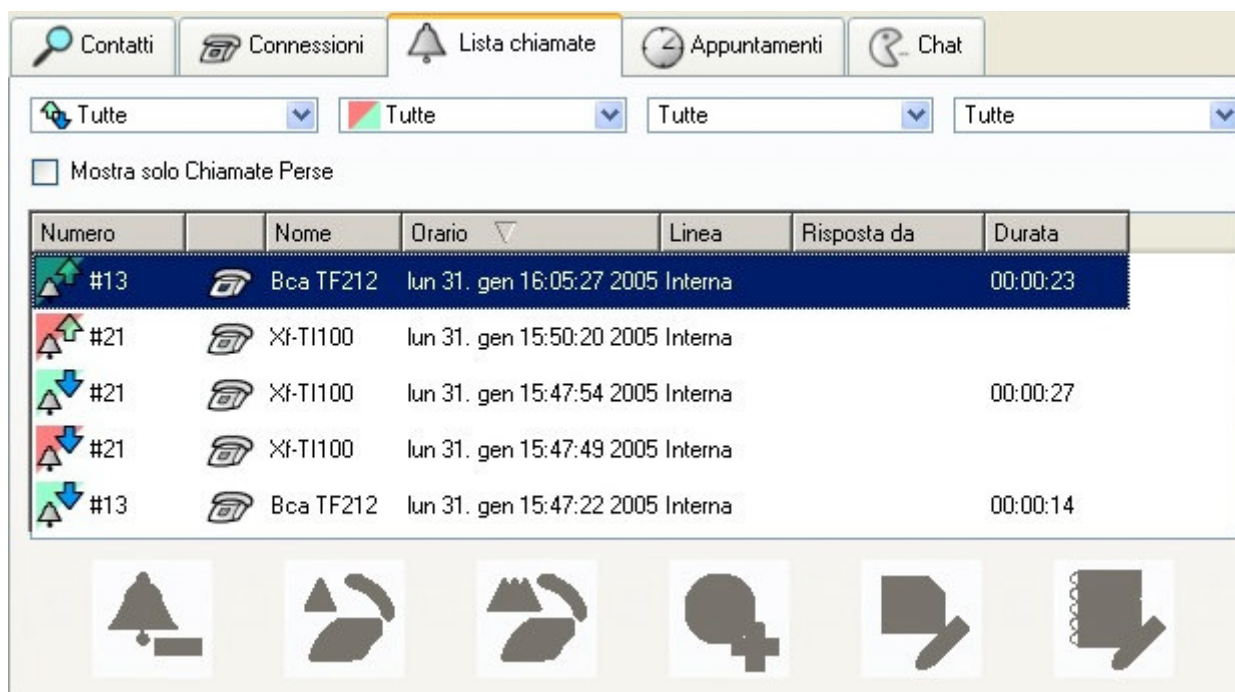 Contatti Connessioni Lista chiamate Appuntamenti Chat
Tutte Tutte Tutte Tutte
Mostra solo Chiamate Perse
Numero Nome Orario Linea Risposta da Durata
#13 Bca TF212 lun 31. gen 16:05:27 2005 Interna 00:00:23
#21 Xf-TI100 lun 31. gen 15:50:20 2005 Interna
#21 Xf-TI100 lun 31. gen 15:47:54 2005 Interna 00:00:27
#21 Xf-TI100 lun 31. gen 15:47:49 2005 Interna
#13 Bca TF212 lun 31. gen 15:47:22 2005 Interna 00:00:14